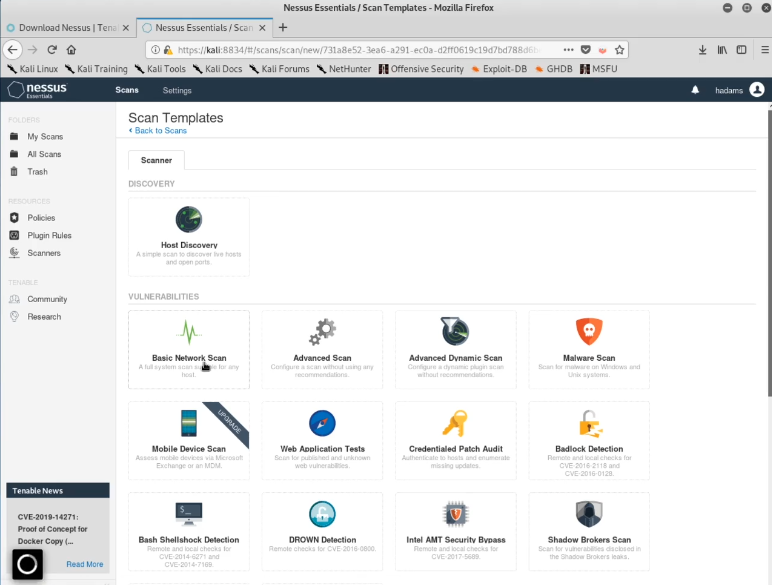 Nessus Essentials / Scan Templates - Mozilla Firefox
Download Nessus | Tena
Nessus Essentials / Scan
https://kali:8834/#/scans/scan/new/731a8e52-3ea6-a291-ec0a-d2ff0619c19d7bd788d6b
Kali Linux
Kali Training
Kali Tools
Kali Docs
Kali Forums
NetHunter
Offensive Security
Exploit-DB
GHDB
MSFU
nessus
Essentials
Scans
Settings
hadams
FOLDERS
My Scans
All Scans
Trash
RESOURCES
Policies
Plugin Rules
Scanners
TENABLE
Community
Research
Tenable News
CVE-2019-14271:
Proof of Concept for
Docker Copy (...
Read More
Scan Templates
Back to Scans
Scanner
DISCOVERY
Host Discovery
A simple scan to discover live hosts
and open ports.
VULNERABILITIES
Basic Network Scan
A full system scan suitable for any
host.
Advanced Scan
Configure a scan without using any
recommendations.
Advanced Dynamic Scan
Configure a dynamic plugin scan
without recommendations.
Malware Scan
Scan for malware on Windows and
Unix systems.
UPGRADE
Mobile Device Scan
Assess mobile devices via Microsoft
Exchange or an MDM.
Web Application Tests
Scan for published and unknown
web vulnerabilities.
Credentialed Patch Audit
Authenticate to hosts and enumerate
missing updates.
Badlock Detection
Remote and local checks for
CVE-2016-2118 and
CVE-2016-0128.
Bash Shellshock Detection
Remote and local checks for
CVE-2014-6271 and
CVE-2014-7169.
DROWN Detection
Remote checks for CVE-2016-0800.
Intel AMT Security Bypass
Remote and local checks for
CVE-2017-5689.
Shadow Brokers Scan
Scan for vulnerabilities disclosed in
the Shadow Brokers leaks.